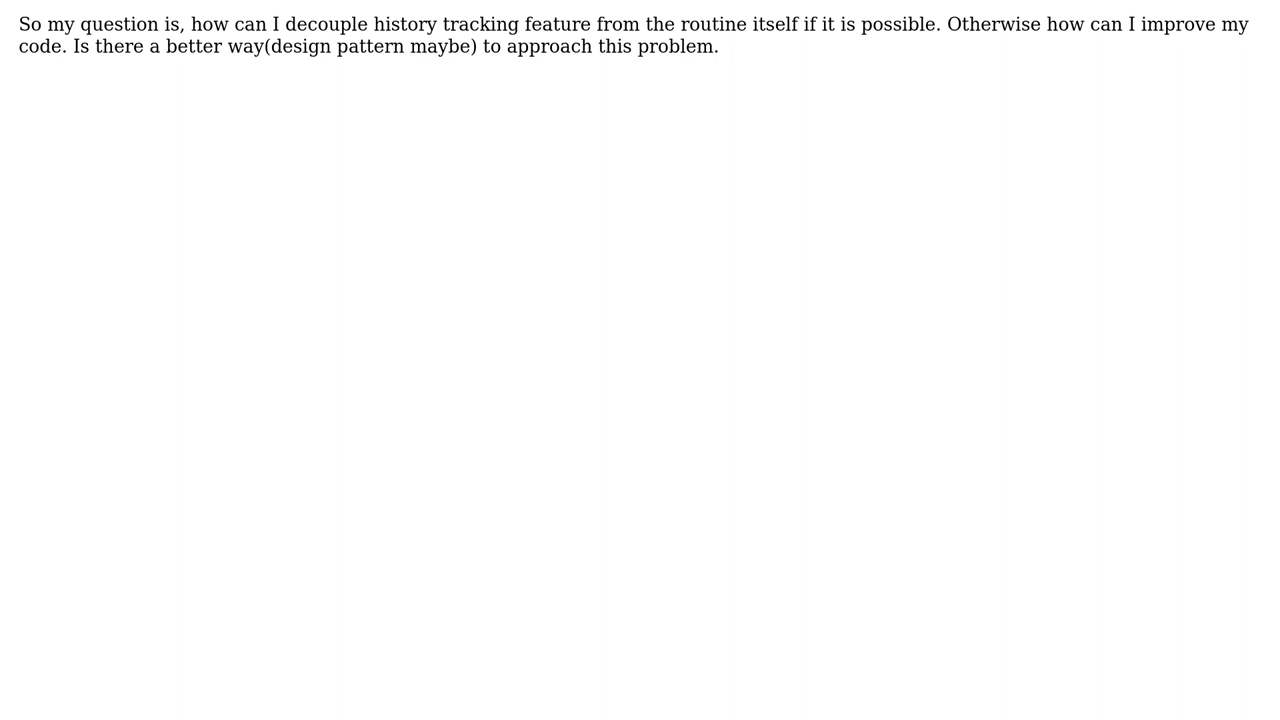 So my question is, how can I decouple history tracking feature from the routine itself if it is possible. Otherwise how can I improve my
code. Is there a better way(design pattern maybe) to approach this problem.